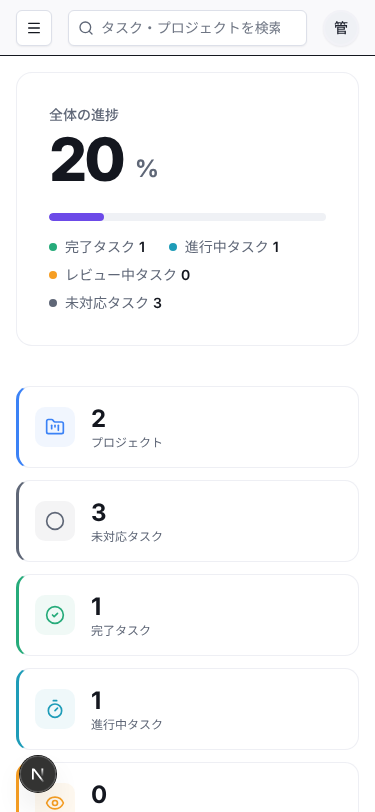 タスク・プロジェクトを検索
管
全体の進捗
20 %
完了タスク 1 進行中タスク 1
レビュー中タスク 0
未対応タスク 3
2
プロジェクト
3
未対応タスク
1
完了タスク
1
進行中タスク
N
0